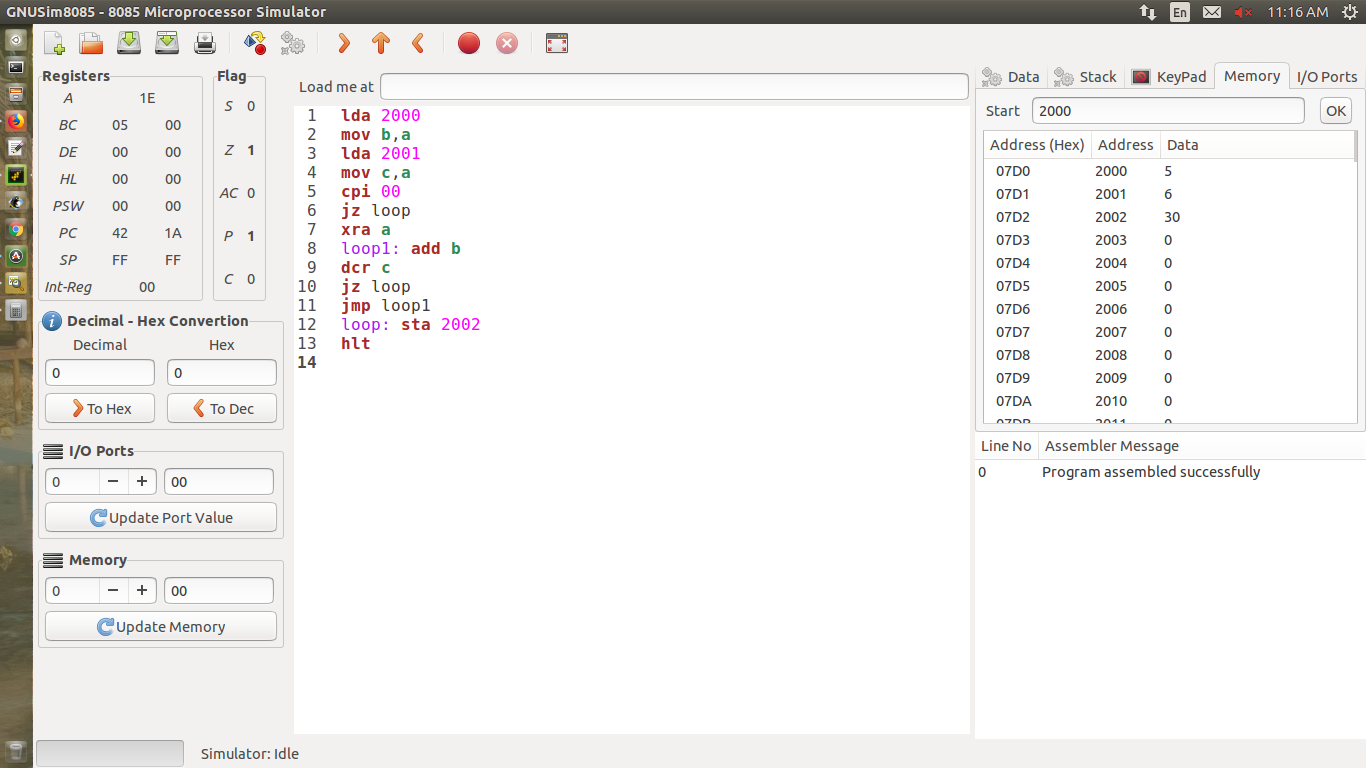 GNUSim8085 - 8085 Microprocessor Simulator
En
11:16 AM
Registers
A 1E
BC 05 00
DE 00 00
HL 00 00
PSW 00 00
PC 42 1A
SP FF FF
Int-Reg 00
Flag
S 0
Z 1
AC 0
P 1
C 0
Decimal - Hex Convertion
Decimal Hex
0 0
To Hex To Dec
I/O Ports
0 − + 00
Update Port Value
Memory
0 − + 00
Update Memory
Load me at
1 lda 2000
2 mov b,a
3 lda 2001
4 mov c,a
5 cpi 00
6 jz loop
7 xra a
8 loop1: add b
9 dcr c
10 jz loop
11 jmp loop1
12 loop: sta 2002
13 hlt
14
Data Stack KeyPad Memory I/O Ports
Start 2000 OK
Address (Hex) Address Data
07D0 2000 5
07D1 2001 6
07D2 2002 30
07D3 2003 0
07D4 2004 0
07D5 2005 0
07D6 2006 0
07D7 2007 0
07D8 2008 0
07D9 2009 0
07DA 2010 0
07DB 2011 0
Line No Assembler Message
0 Program assembled successfully
Simulator: Idle